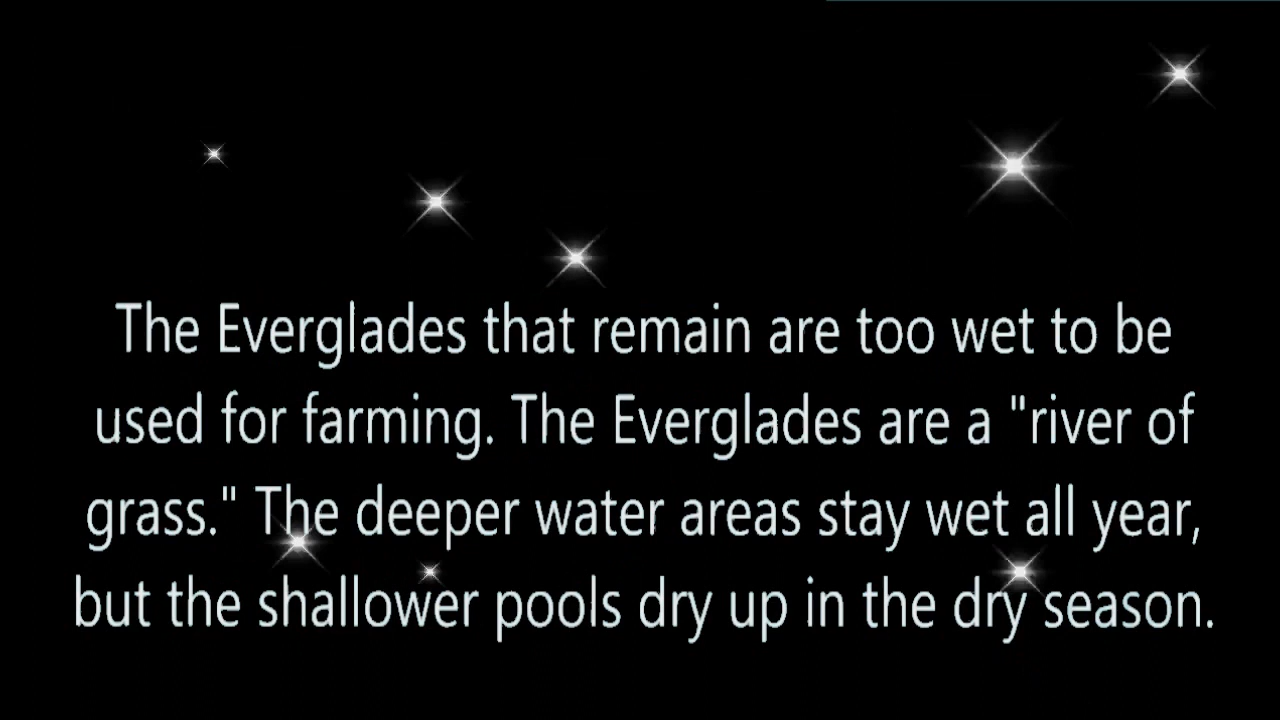 The Everglades that remain are too wet to be
used for farming. The Everglades are a "river of
grass." The deeper water areas stay wet all year,
but the shallower pools dry up in the dry season.